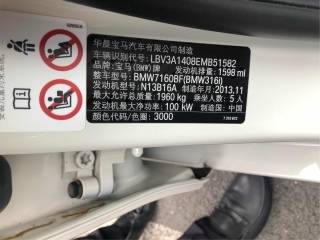 华晨宝马汽车有限公司制造
车辆识别代号: LBV3A1408EMB51582
品牌:宝马(BMW)牌 发动机排量: 1598 ml
整车型号: BMW7160BF(BMW316i)
发动机型号: N13B16A 制造年月: 2013.11
最大允许总质量: 1960 kg 乘坐人数: 5 人
发动机最大功率: 100 kW 制造国: 中国
颜色代号: 3000